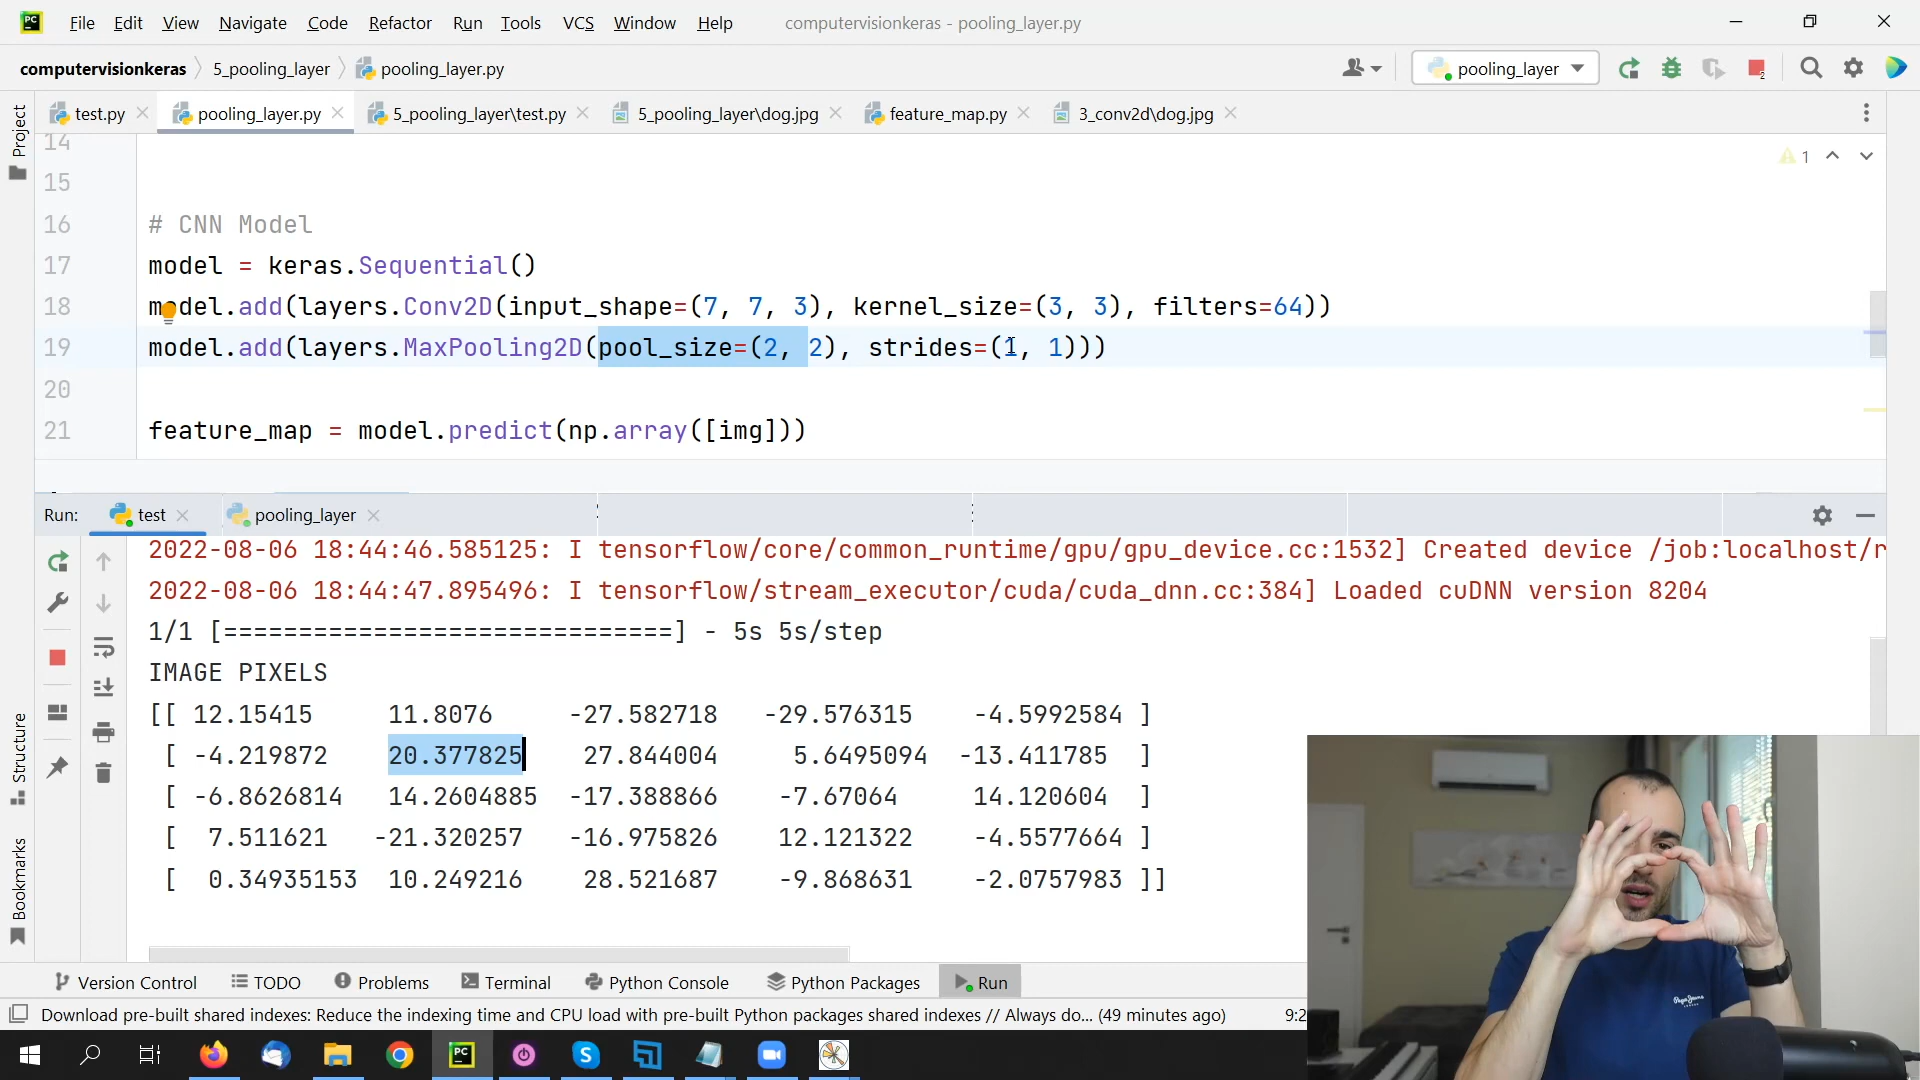 PC File Edit View Navigate Code Refactor Run Tools VCS Window Help computervisionkeras - pooling_layer.py
computervisionkeras 5_pooling_layer pooling_layer.py pooling_layer 2
Project
test.py pooling_layer.py 5_pooling_layer\test.py 5_pooling_layer\dog.jpg feature_map.py 3_conv2d\dog.jpg
14
15
1
16 # CNN Model
17 model = keras.Sequential()
18 model.add(layers.Conv2D(input_shape=(7, 7, 3), kernel_size=(3, 3), filters=64))
19 model.add(layers.MaxPooling2D(pool_size=(2, 2), strides=(1, 1)))
20
21 feature_map = model.predict(np.array([img]))
Run: test pooling_layer
2022-08-06 18:44:46.585125: I tensorflow/core/common_runtime/gpu/gpu_device.cc:1532] Created device /job:localhost/r
2022-08-06 18:44:47.895496: I tensorflow/stream_executor/cuda/cuda_dnn.cc:384] Loaded cuDNN version 8204
1/1 [==============================] - 5s 5s/step
IMAGE PIXELS
[[ 12.15415 11.8076 -27.582718 -29.576315 -4.5992584 ]
[ -4.219872 20.377825 27.844004 5.6495094 -13.411785 ]
[ -6.8626814 14.2604885 -17.388866 -7.67064 14.120604 ]
[ 7.511621 -21.320257 -16.975826 12.121322 -4.5577664 ]
[ 0.34935153 10.249216 28.521687 -9.868631 -2.0757983 ]]
Structure
Bookmarks
Version Control TODO Problems Terminal Python Console Python Packages Run
Download pre-built shared indexes: Reduce the indexing time and CPU load with pre-built Python packages shared indexes // Always do... (49 minutes ago) 9:2
PC S
Pepe Jeans